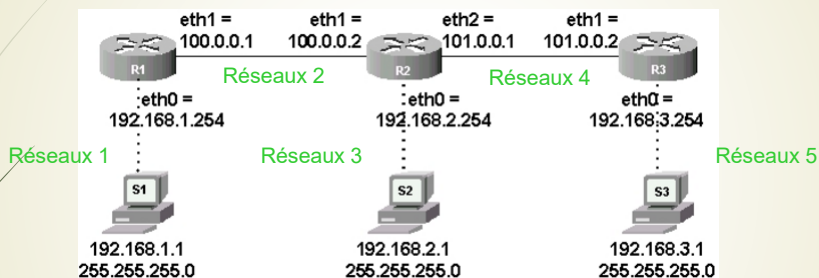 eth1 = eth1 = eth2 = eth1 =
100.0.0.1 100.0.0.2 101.0.0.1 101.0.0.2
R1 R2 R3
Réseaux 2 Réseaux 4
eth0 = eth0 = eth0 =
192.168.1.254 192.168.2.254 192.168.3.254
Réseaux 1 Réseaux 3 Réseaux 5
S1 S2 S3
192.168.1.1 192.168.2.1 192.168.3.1
255.255.255.0 255.255.255.0 255.255.255.0